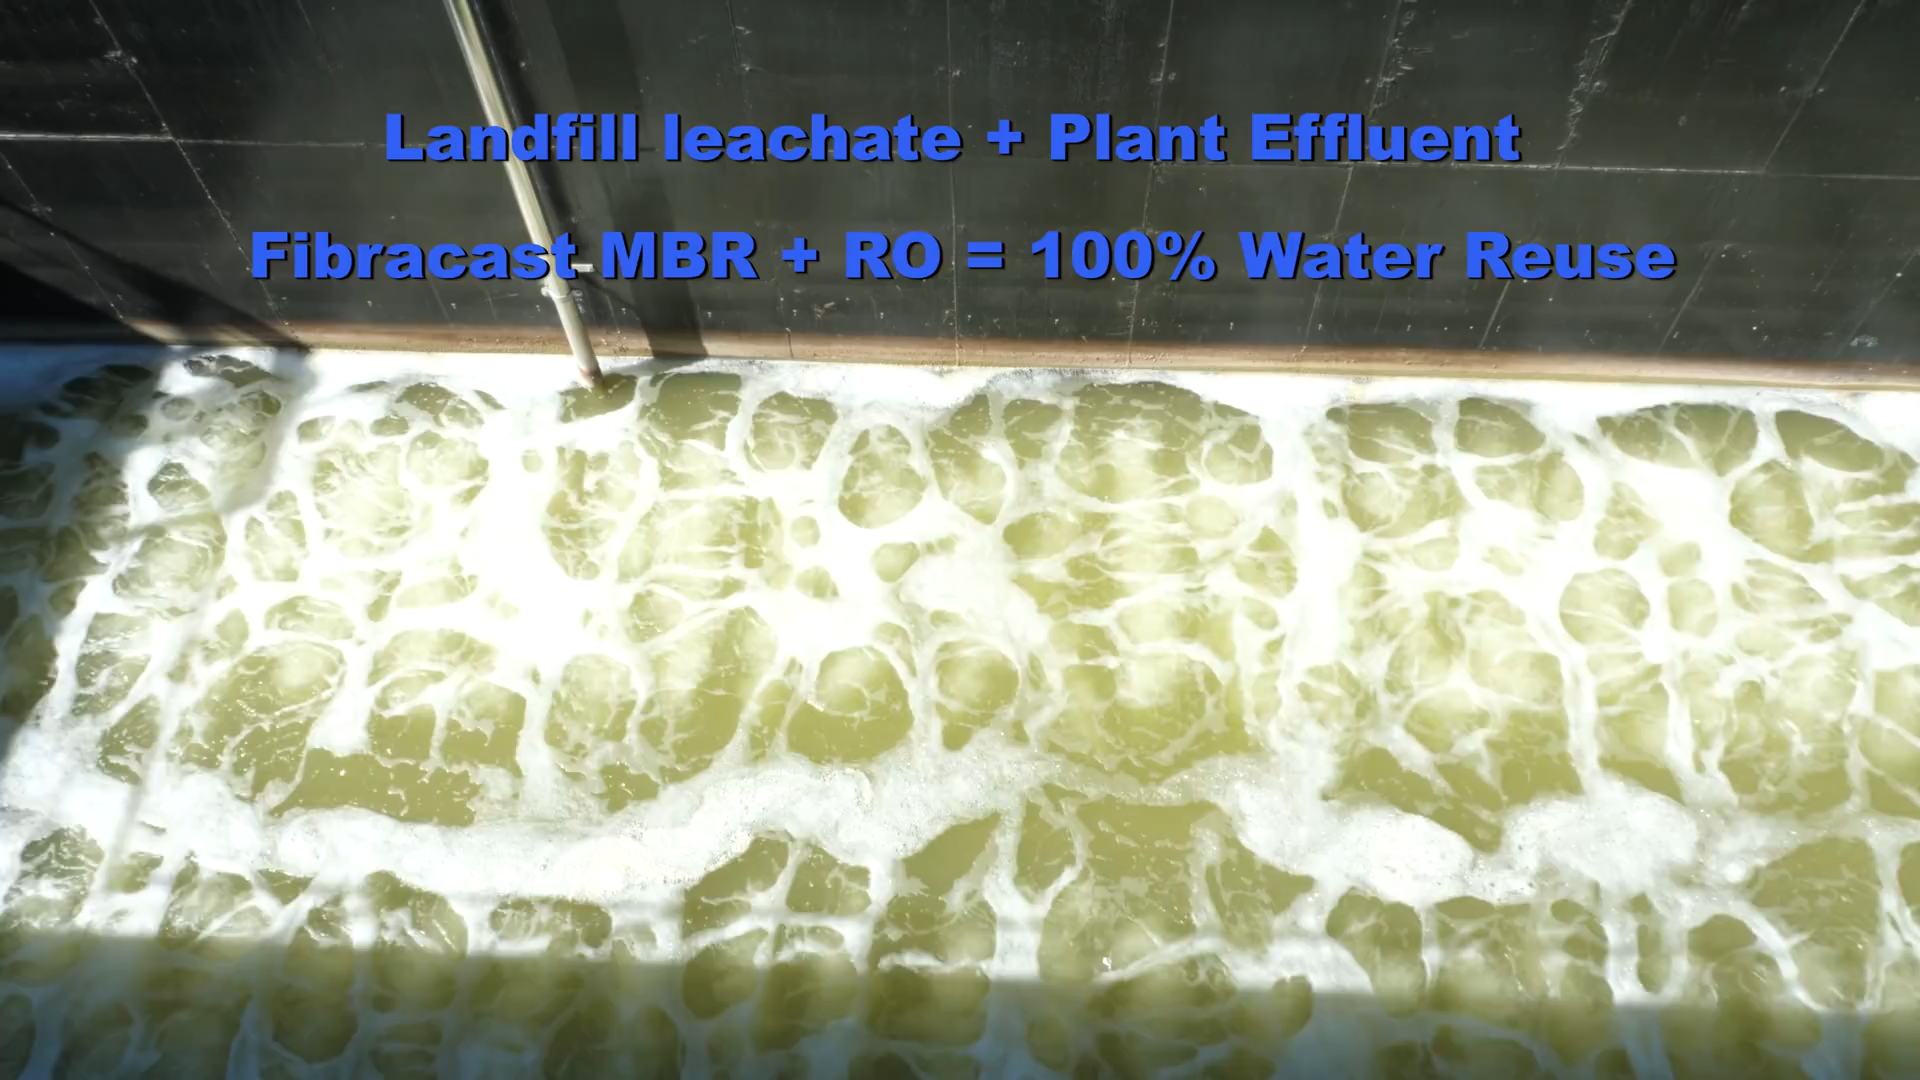 Landfill leachate + Plant Effluent
Fibracast MBR + RO = 100% Water Reuse